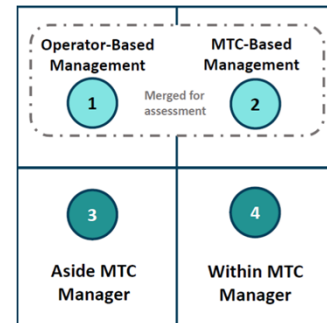 Operator-Based
Management
MTC-Based
Management
1
Merged for
assessment
2
3
4
Aside MTC
Manager
Within MTC
Manager